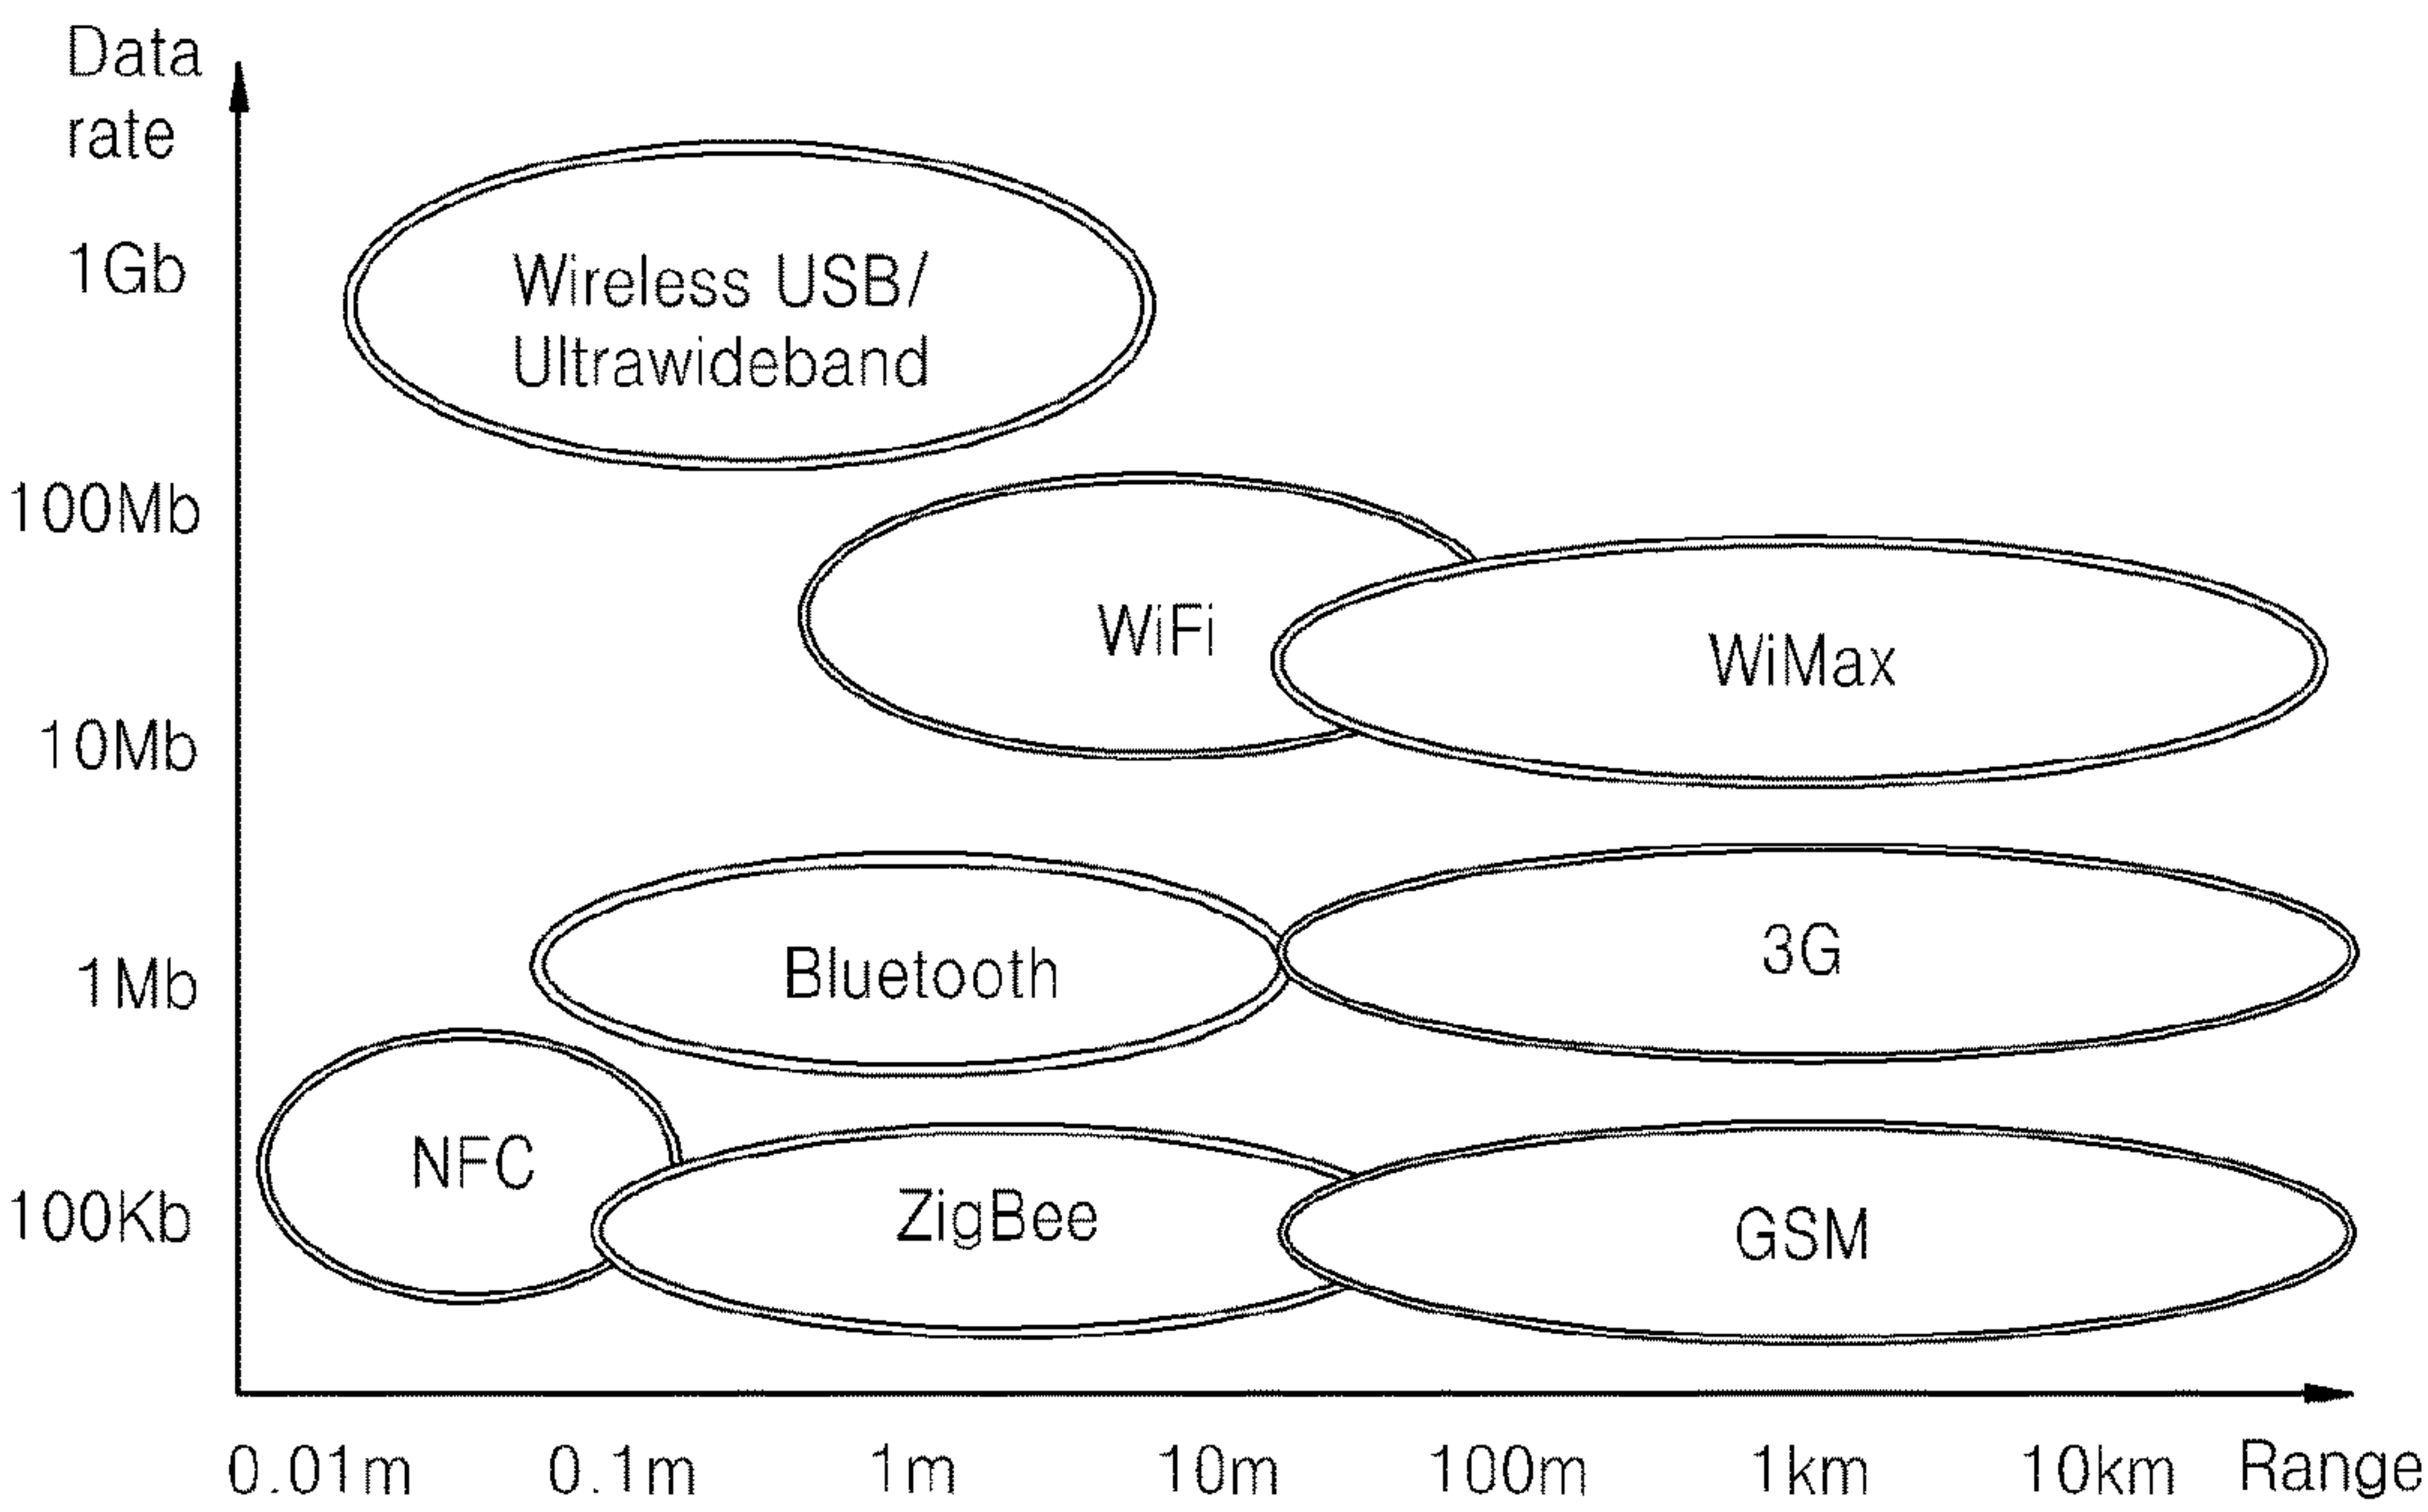 Data
rate
1Gb
Wireless USB/
Ultrawideband
100Mb
WiFi
WiMax
10Mb
3G
Bluetooth
1Mb
NFC
ZigBee
GSM
100Kb
0.01m 0.1m 1m 10m 100m 1km 10km Range